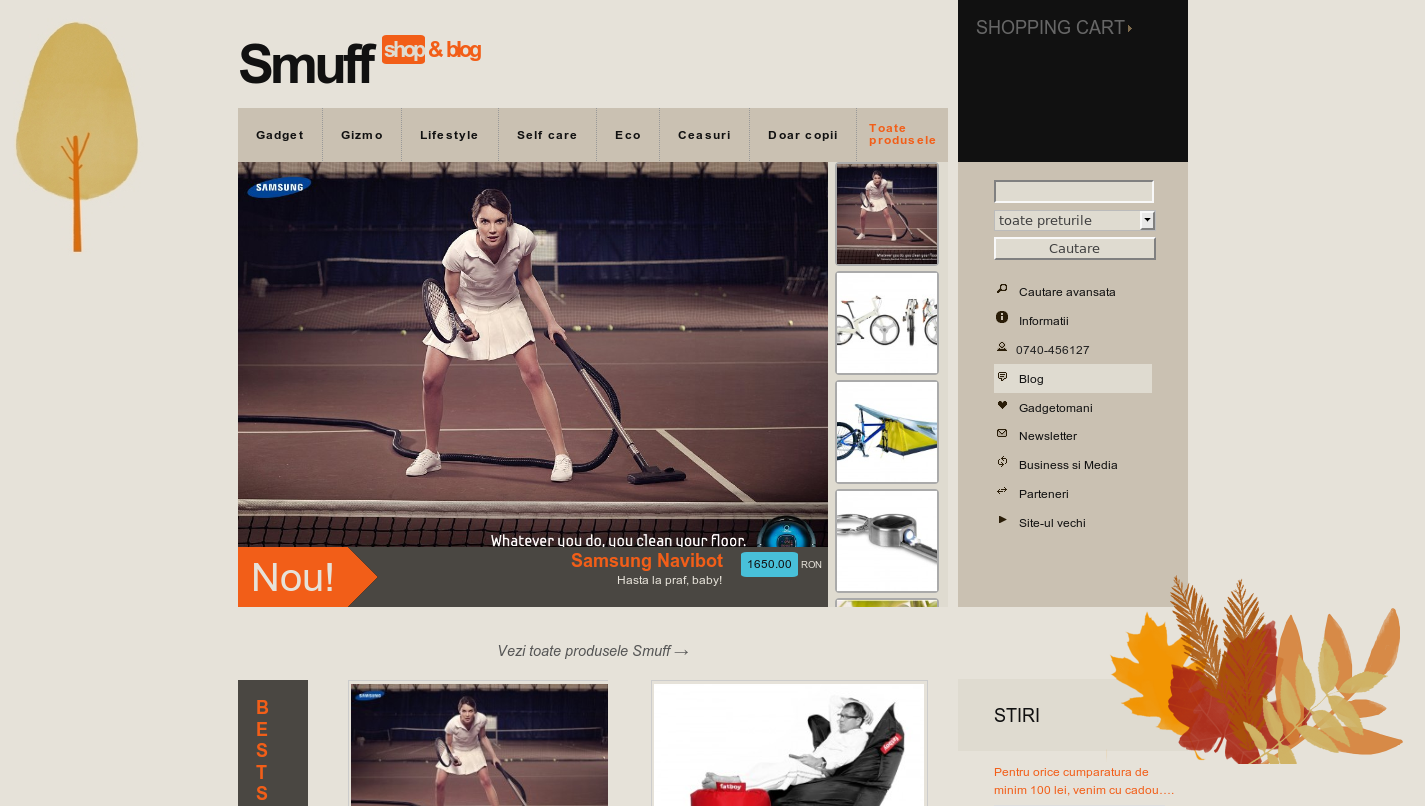 Smuff shop & blog
SHOPPING CART
Gadget
Gizmo
Lifestyle
Self care
Eco
Ceasuri
Doar copii
Toate
produsele
SAMSUNG
Whatever you do, you clean your floor.
Nou!
Samsung Navibot
Hasta la praf, baby!
1650.00 RON
toate preturile
Cautare
Cautare avansata
Informatii
0740-456127
Blog
Gadgetomani
Newsletter
Business si Media
Parteneri
Site-ul vechi
Vezi toate produsele Smuff →
B
E
S
T
S
SAMSUNG
fatboy
STIRI
Pentru orice cumparatura de
minim 100 lei, venim cu cadou....